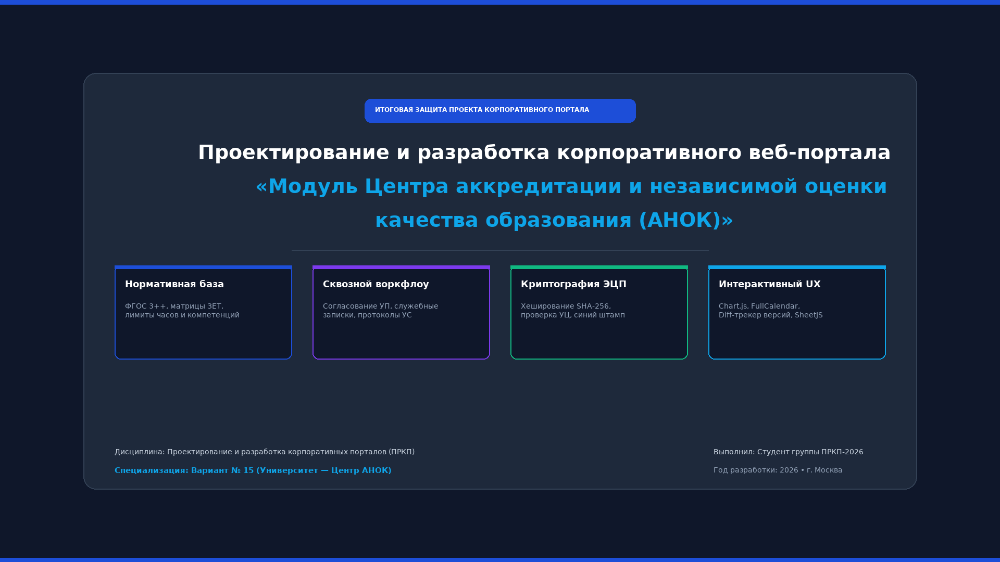 ИТОГОВАЯ ЗАЩИТА ПРОЕКТА КОРПОРАТИВНОГО ПОРТАЛА
Проектирование и разработка корпоративного веб-портала
«Модуль Центра аккредитации и независимой оценки
качества образования (АНОК)»
Нормативная база
ФГОС 3++, матрицы ЗЕТ,
лимиты часов и компетенций
Сквозной воркфлоу
Согласование УП, служебные
записки, протоколы УС
Криптография ЭЦП
Хеширование SHA-256,
проверка УЦ, синий штамп
Интерактивный UX
Chart.js, FullCalendar,
Diff-трекер версий, SheetJS
Дисциплина: Проектирование и разработка корпоративных порталов (ПРКП)
Специализация: Вариант № 15 (Университет — Центр АНОК)
Выполнил: Студент группы ПРКП-2026
Год разработки: 2026 • г. Москва